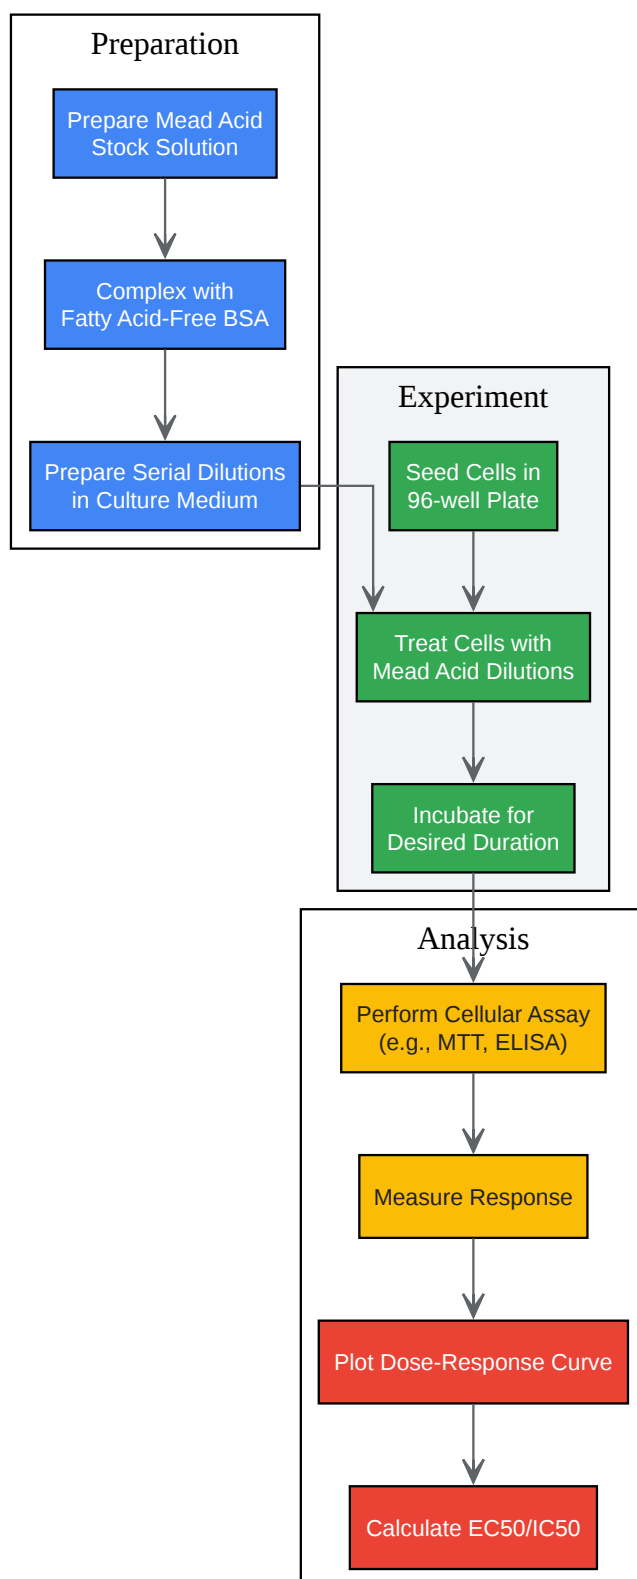 Preparation
Prepare Mead Acid
Stock Solution
Complex with
Fatty Acid-Free BSA
Prepare Serial Dilutions
in Culture Medium
Experiment
Seed Cells in
96-well Plate
Treat Cells with
Mead Acid Dilutions
Incubate for
Desired Duration
Analysis
Perform Cellular Assay
(e.g., MTT, ELISA)
Measure Response
Plot Dose-Response Curve
Calculate EC50/IC50